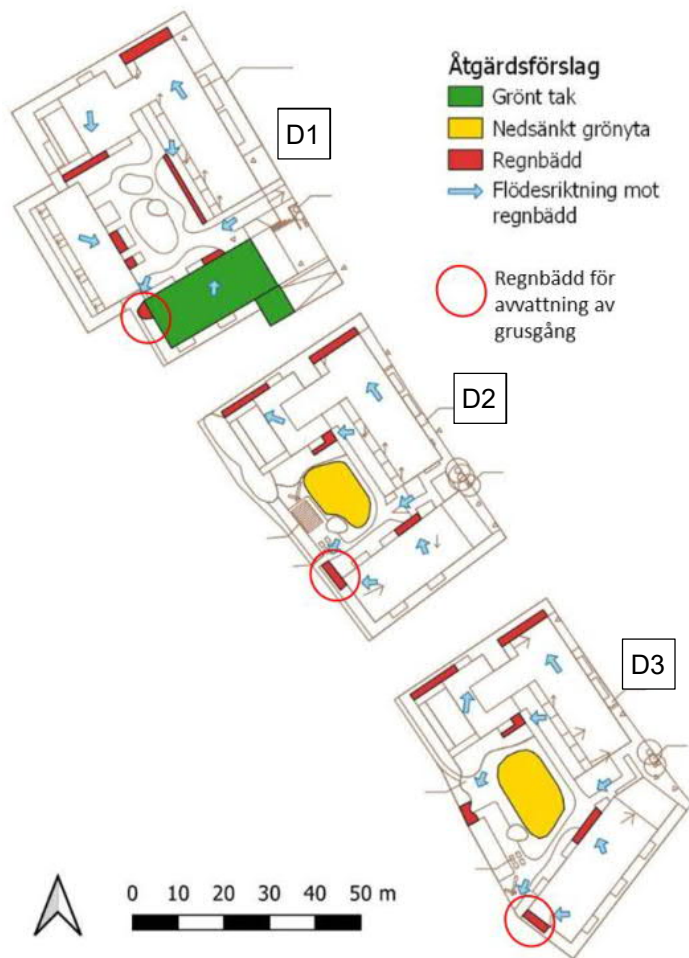 Åtgärdsförslag
Grönt tak
Nedsänkt grönyta
Regnbädd
Flödesriktning mot
regnbädd
Regnbädd för
avvattning av
grusgång
D1
D2
D3
0 10 20 30 40 50 m